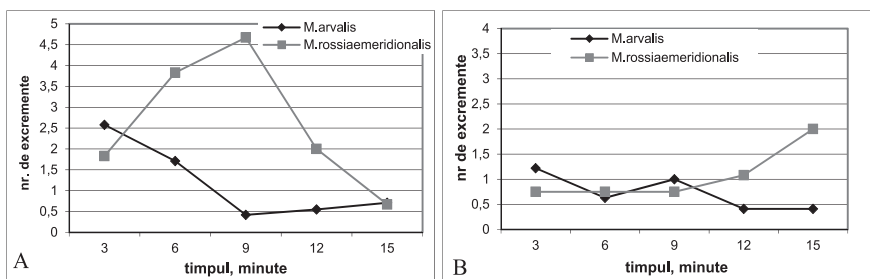 M.arvalis
M.rossiaemeridionalis
nr. de excremente
5
4,5
4
3,5
3
2,5
2
1,5
1
0,5
0
3 6 9 12 15
timpul, minute
A
M.arvalis
M.rossiaemeridionalis
nr de excremente
4
3,5
3
2,5
2
1,5
1
0,5
0
3 6 9 12 15
timpul, minute
B